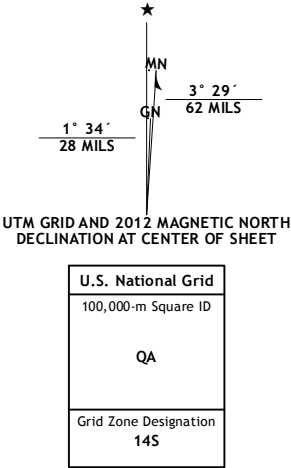 ★
MN
3° 29´
62 MILS
GN
1° 34´
28 MILS
UTM GRID AND 2012 MAGNETIC NORTH
DECLINATION AT CENTER OF SHEET
U.S. National Grid
100,000-m Square ID
QA
Grid Zone Designation
14S